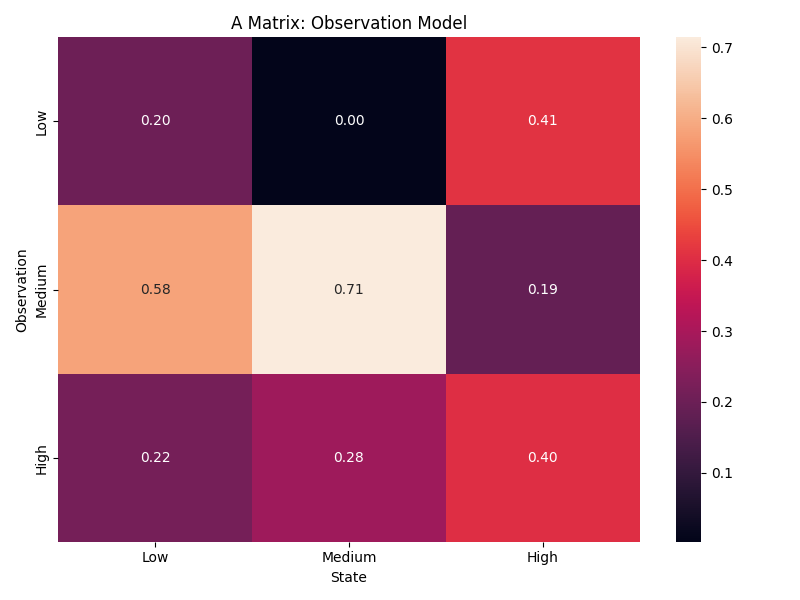 A Matrix: Observation Model
Observation
Low
Medium
High
0.20 0.00 0.41
0.58 0.71 0.19
0.22 0.28 0.40
Low Medium High
State
0.7
0.6
0.5
0.4
0.3
0.2
0.1